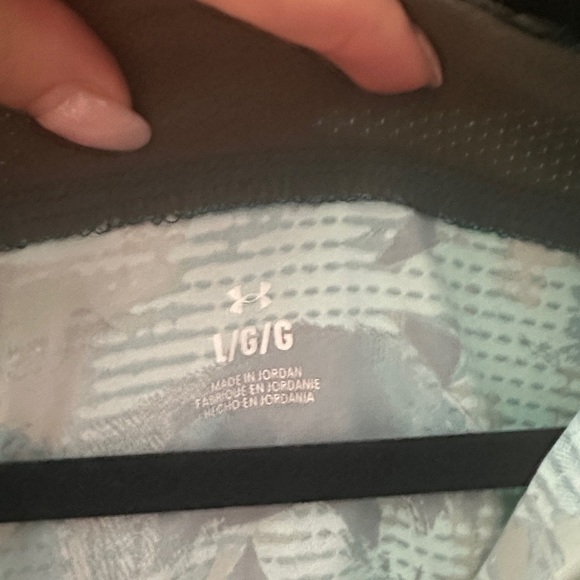 L/G/G
MADE IN JORDAN
FABRIQUÉ EN JORDANIE
HECHO EN JORDANIA